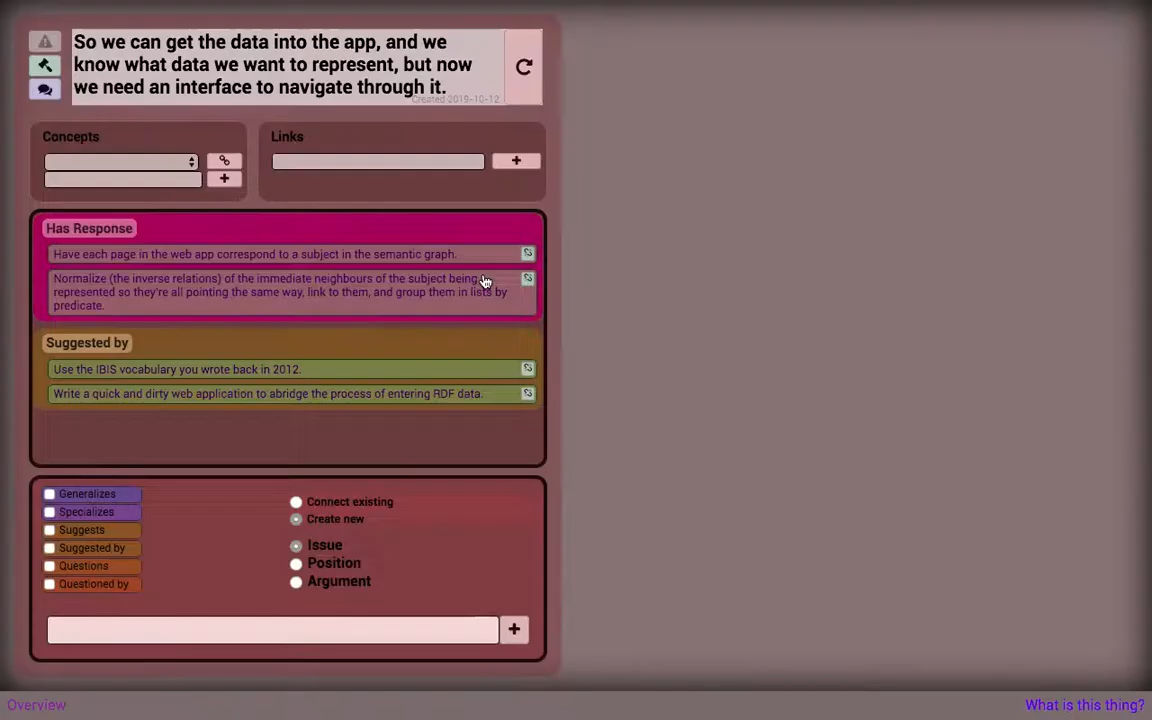 So we can get the data into the app, and we
know what data we want to represent, but now
we need an interface to navigate through it.
Created 2019-10-12
Concepts
Links
+
+
Has Response
Have each page in the web app correspond to a subject in the semantic graph.
Normalize (the inverse relations) of the immediate neighbours of the subject being
represented so they're all pointing the same way, link to them, and group them in lists by
predicate.
Suggested by
Use the IBIS vocabulary you wrote back in 2012.
Write a quick and dirty web application to abridge the process of entering RDF data.
Generalizes
Specializes
Suggests
Suggested by
Questions
Questioned by
Connect existing
Create new
Issue
Position
Argument
+
Overview
What is this thing?